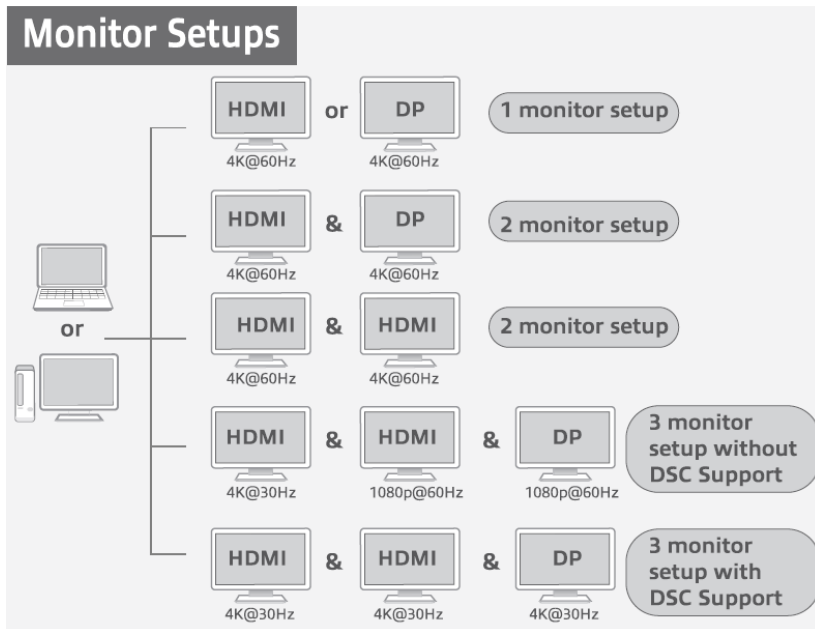 Monitor Setups
HDMI or DP 1 monitor setup
4K@60Hz 4K@60Hz
HDMI & DP 2 monitor setup
4K@60Hz 4K@60Hz
or
HDMI & HDMI 2 monitor setup
4K@60Hz 4K@60Hz
HDMI & HDMI & DP
3 monitor
setup without
DSC Support
4K@30Hz 1080p@60Hz 1080p@60Hz
HDMI & HDMI & DP
3 monitor
setup with
DSC Support
4K@30Hz 4K@30Hz 4K@30Hz